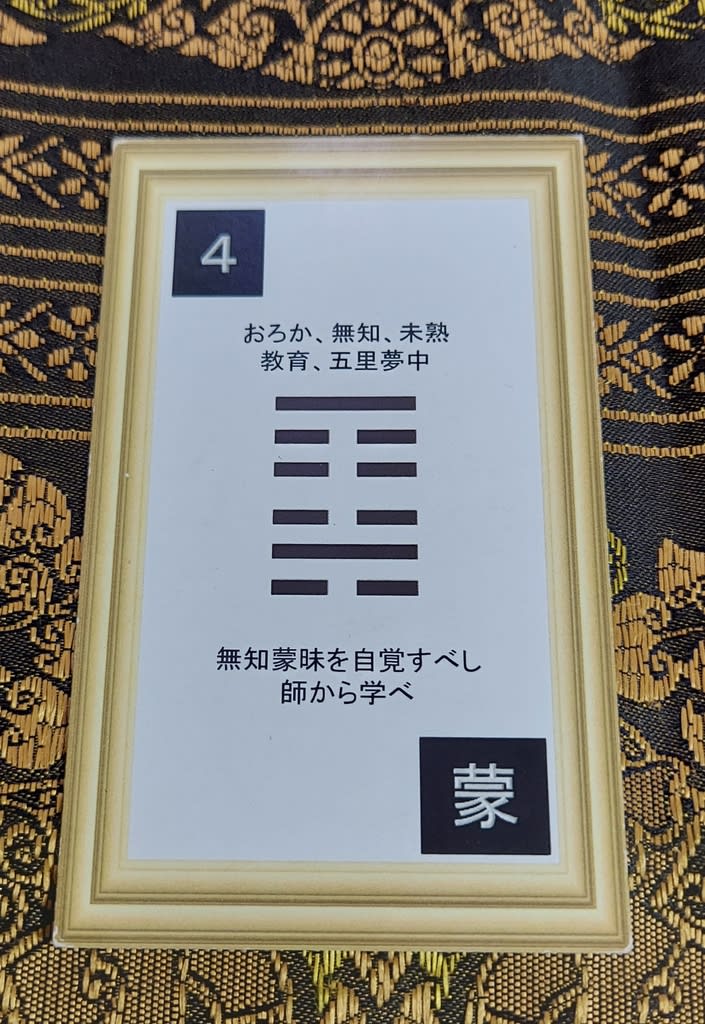 4
おろか、無知、未熟
教育、五里夢中
無知蒙昧を自覚すべし
師から学べ
蒙